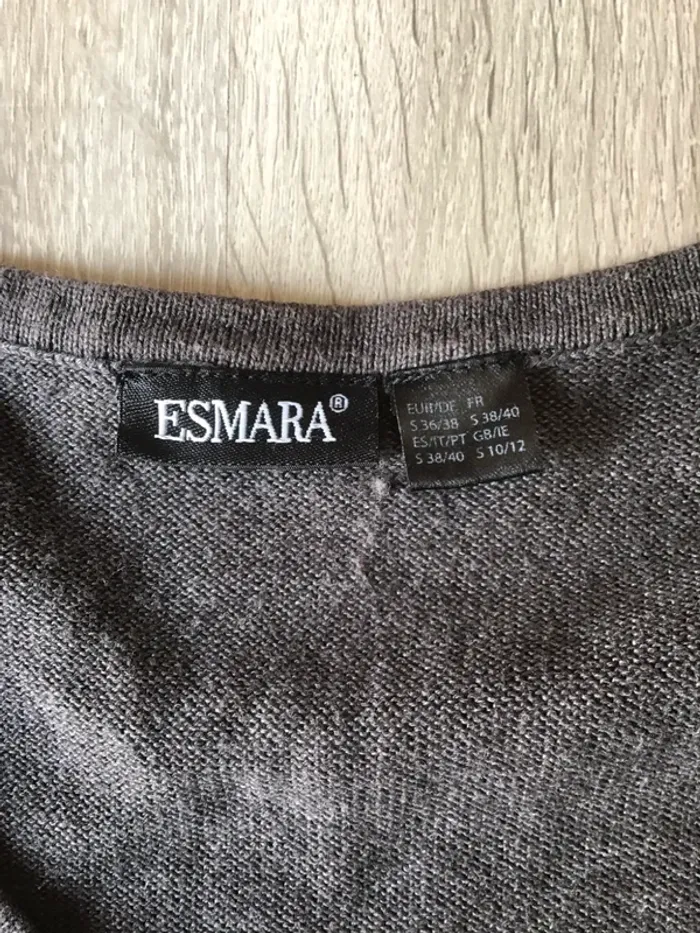 ESMARA®
EUR/DE FR
S 36/38 S 38/40
ES/IT/PT GB/IE
S 38/40 S 10/12